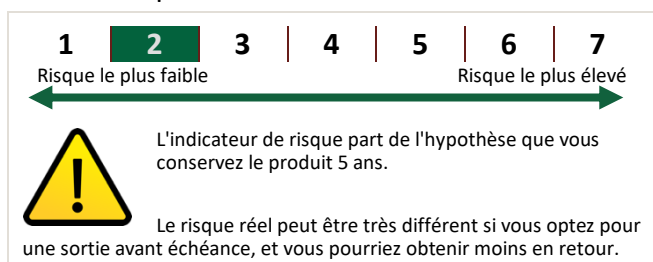 1 2 3 4 5 6 7
Risque le plus faible Risque le plus élevé
L'indicateur de risque part de l'hypothèse que vous
conservez le produit 5 ans.
Le risque réel peut être très différent si vous optez pour
une sortie avant échéance, et vous pourriez obtenir moins en retour.